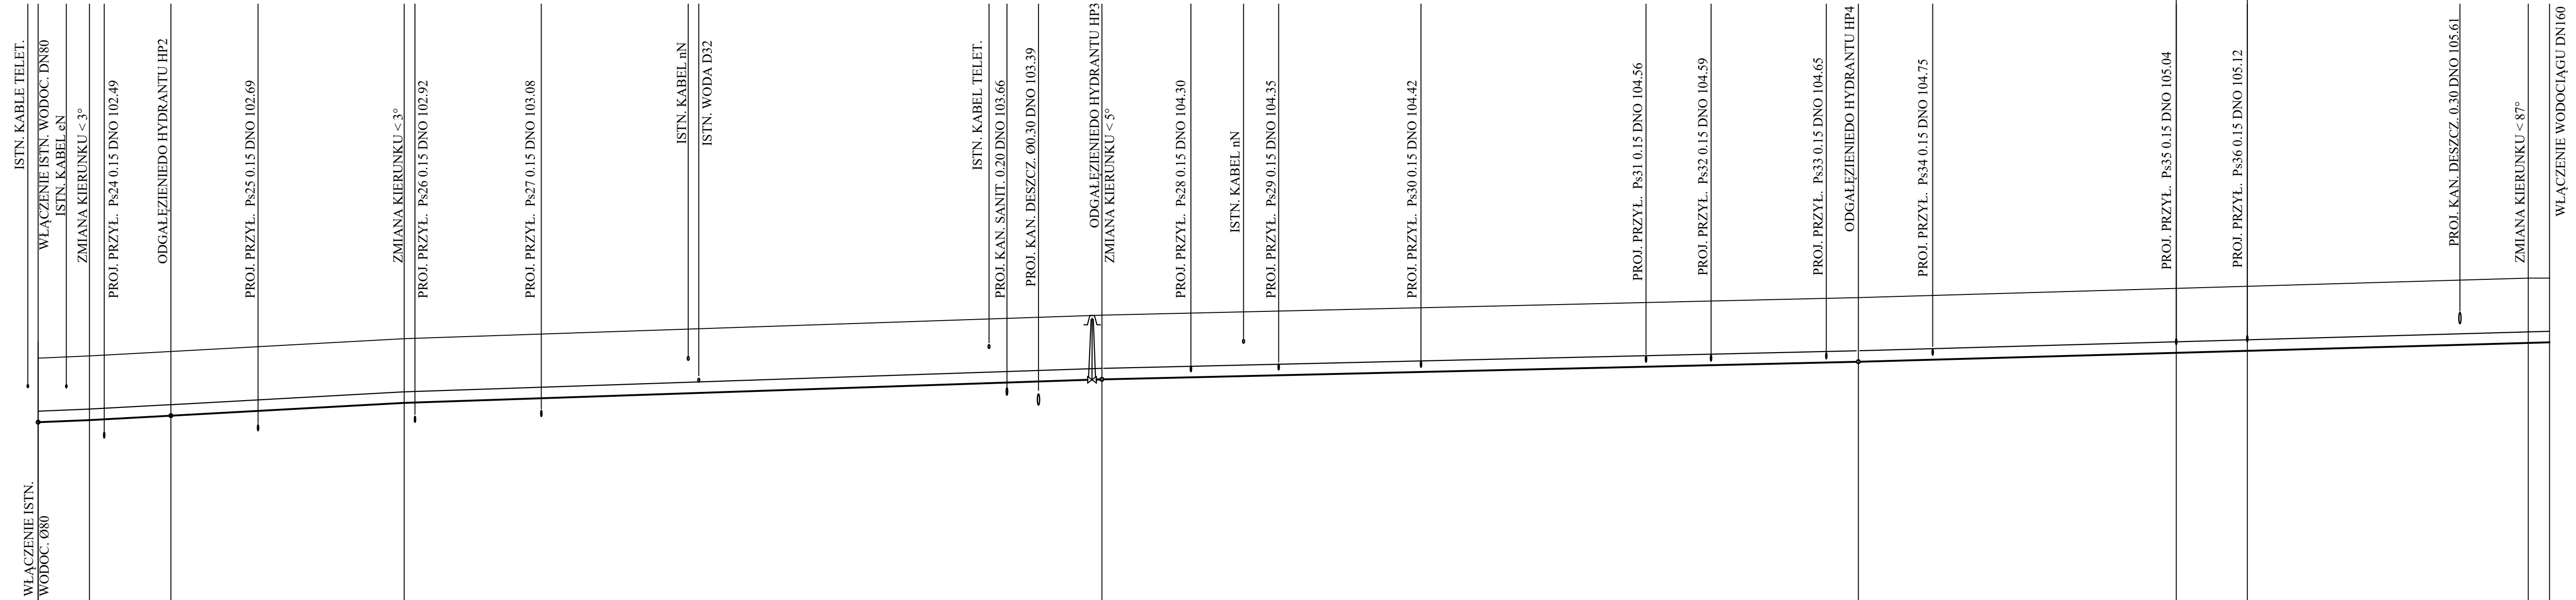 ISTN. KABLE TELET.
WŁĄCZENIE ISTN. WODOC. DN80
ISTN. KABEL eN
ZMIANA KIERUNKU < 3°
PROJ. PRZYŁ. Ps24 0.15 DNO 102.49
ODGAŁĘZIENIEDO HYDRANTU HP2
PROJ. PRZYŁ. Ps25 0.15 DNO 102.69
ZMIANA KIERUNKU < 3°
PROJ. PRZYŁ. Ps26 0.15 DNO 102.92
PROJ. PRZYŁ. Ps27 0.15 DNO 103.08
ISTN. KABEL nN
ISTN. WODA D32
ISTN. KABEL TELET.
PROJ. KAN. SANIT. 0.20 DNO 103.66
PROJ. KAN. DESZCZ. Ø0.30 DNO 103.39
ODGAŁĘZIENIEDO HYDRANTU HP3
ZMIANA KIERUNKU < 5°
PROJ. PRZYŁ. Ps28 0.15 DNO 104.30
ISTN. KABEL nN
PROJ. PRZYŁ. Ps29 0.15 DNO 104.35
PROJ. PRZYŁ. Ps30 0.15 DNO 104.42
PROJ. PRZYŁ. Ps31 0.15 DNO 104.56
PROJ. PRZYŁ. Ps32 0.15 DNO 104.59
PROJ. PRZYŁ. Ps33 0.15 DNO 104.65
ODGAŁĘZIENIEDO HYDRANTU HP4
PROJ. PRZYŁ. Ps34 0.15 DNO 104.75
PROJ. PRZYŁ. Ps35 0.15 DNO 105.04
PROJ. PRZYŁ. Ps36 0.15 DNO 105.12
PROJ. KAN. DESZCZ. 0.30 DNO 105.61
ZMIANA KIERUNKU < 87°
WŁĄCZENIE WODOCIĄGU DN160
WŁĄCZENIE ISTN.
WODOC. Ø80